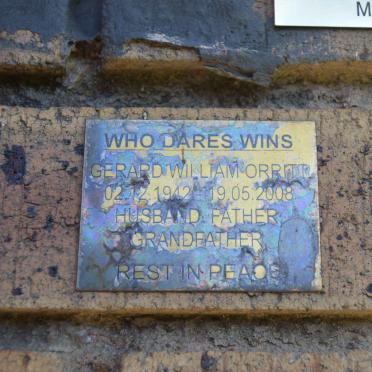 M
WHO DARES WINS
GERARD WILLIAM
02.12.1942 - 19.05.2008
HUSBAND, FATHER,
GRANDFATHER,
REST IN PEACE